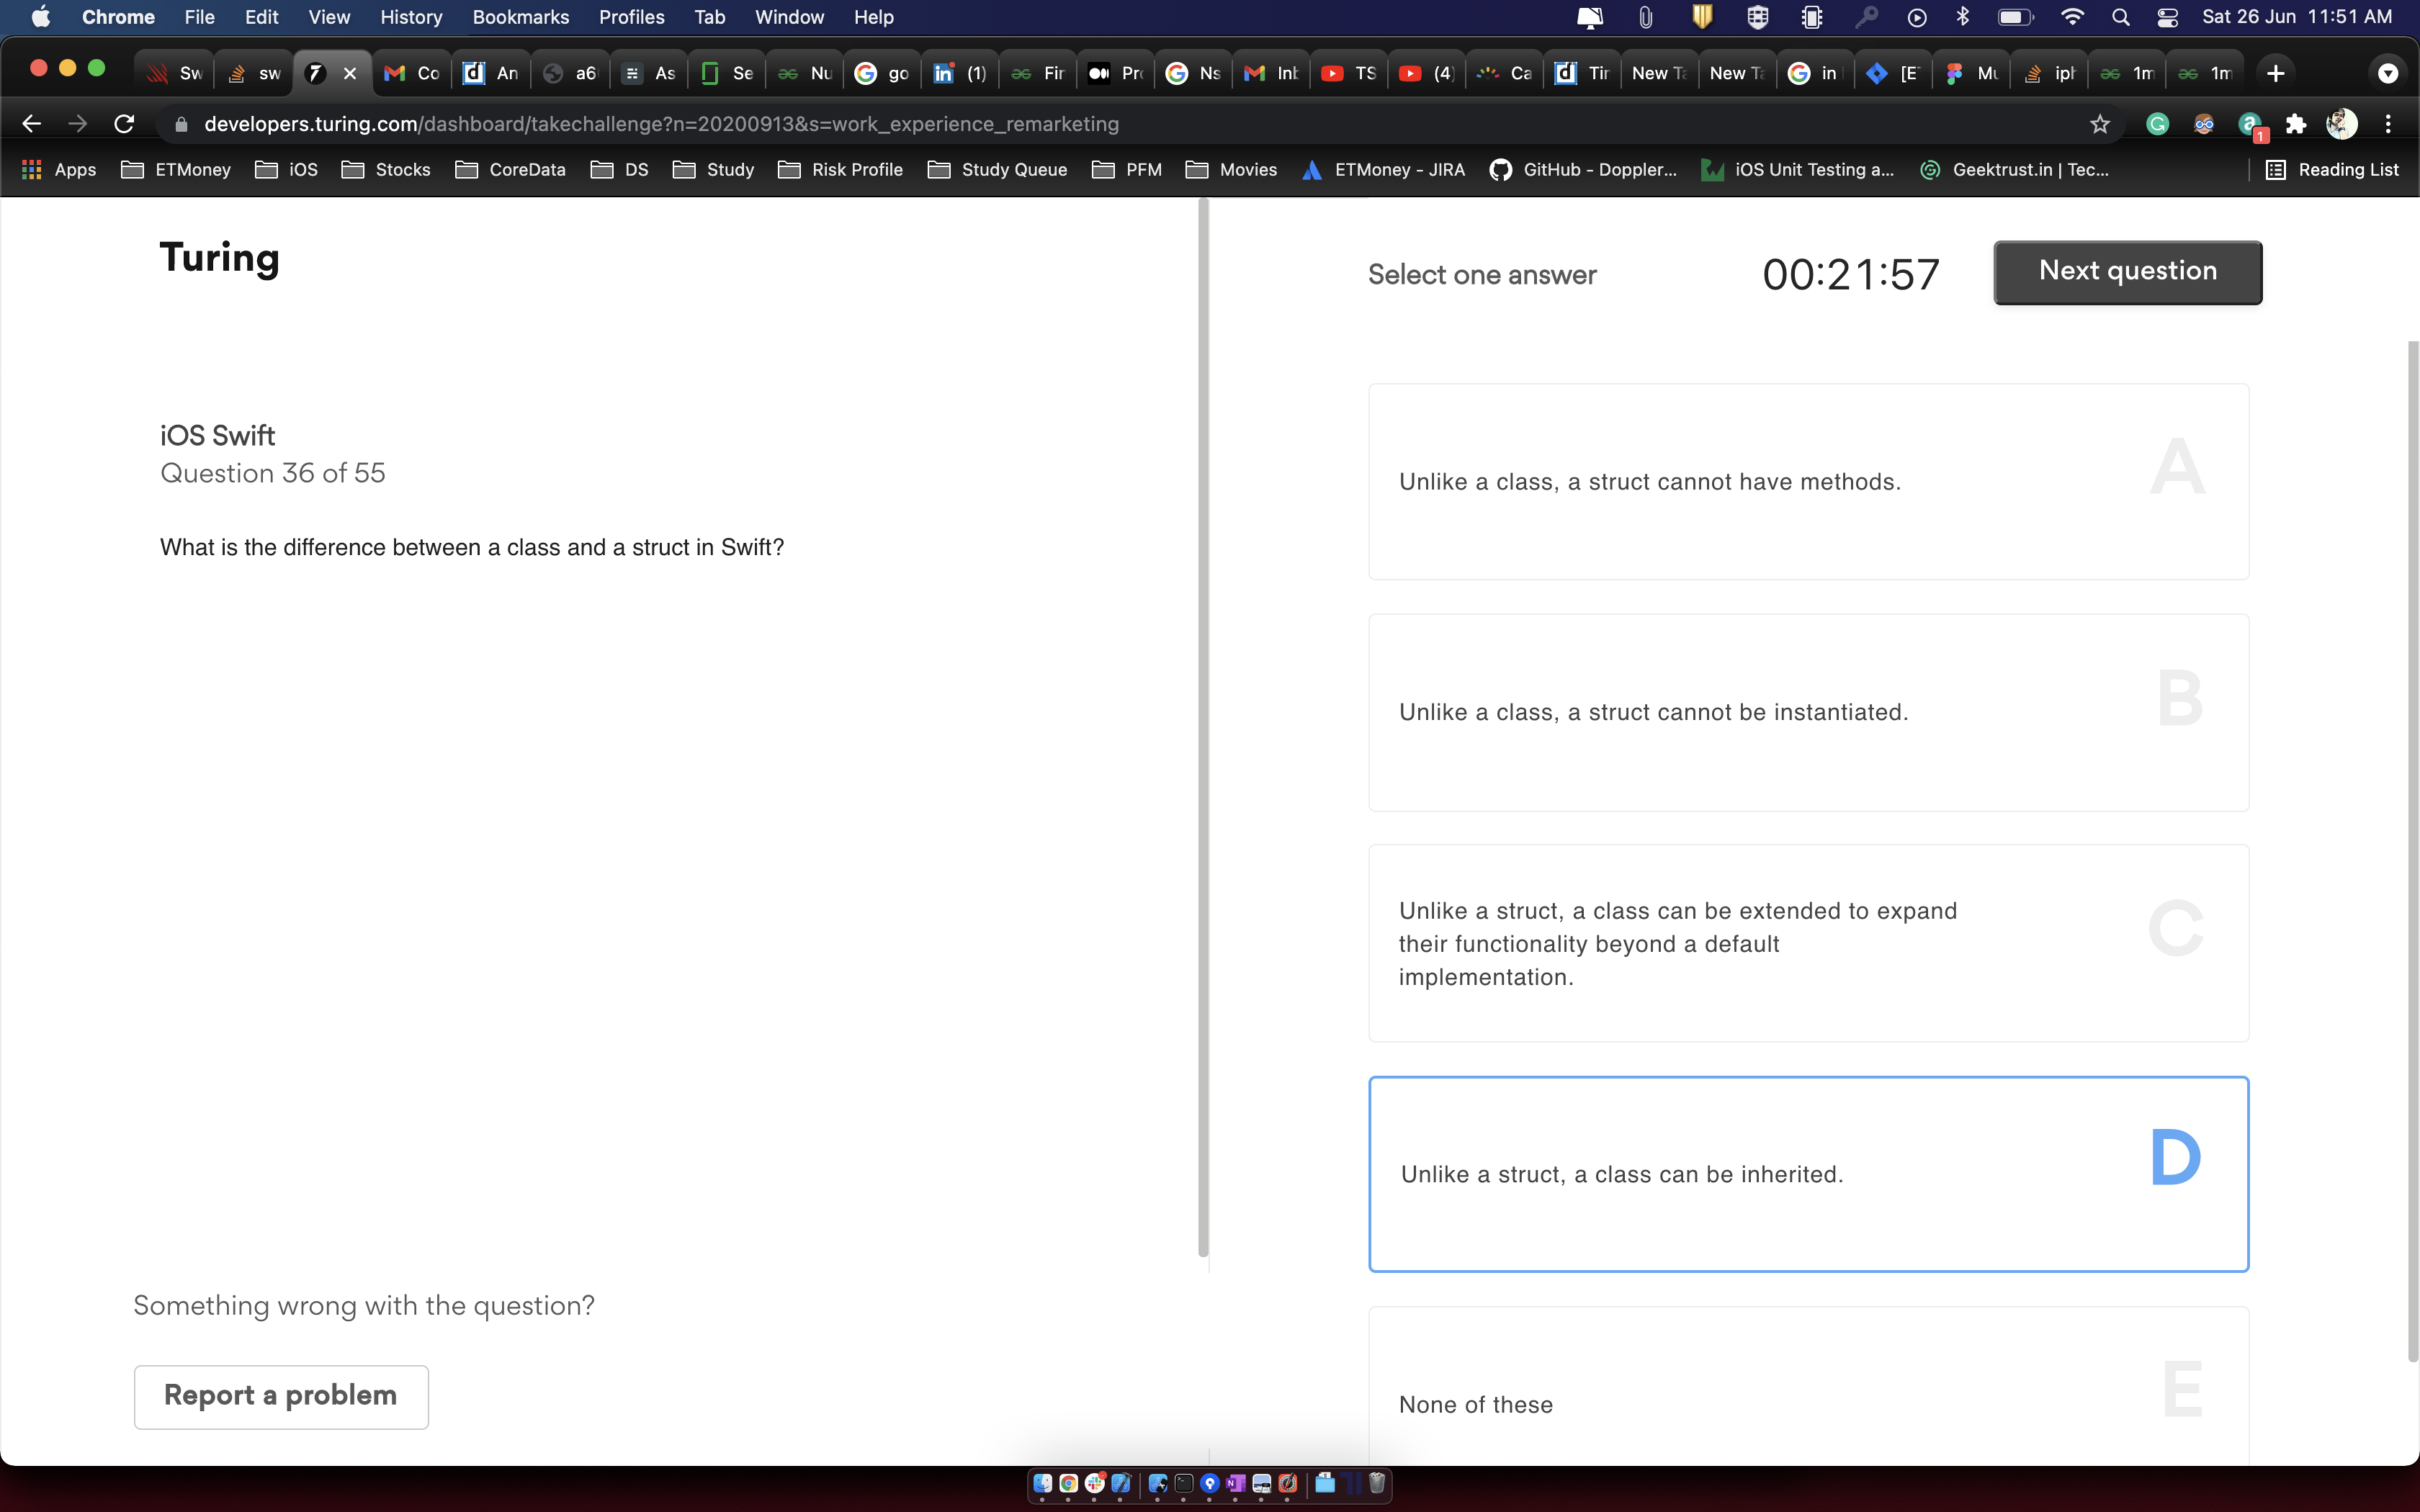 Chrome File Edit View History Bookmarks Profiles Tab Window Help Sat 26 Jun 11:51 AM
Sw sw Co An a6 As Se Nu go (1) Fir Pro Ns Inb TS (4) Ca Tir New Ta New Ta in [E Mu iph 1m 1m
developers.turing.com/dashboard/takechallenge?n=20200913&s=work_experience_remarketing 1
Apps ETMoney iOS Stocks CoreData DS Study Risk Profile Study Queue PFM Movies ETMoney - JIRA GitHub - Doppler... iOS Unit Testing a... Geektrust.in | Tec... Reading List
Turing
iOS Swift
Question 36 of 55
What is the difference between a class and a struct in Swift?
Something wrong with the question?
Report a problem
Select one answer 00:21:57 Next question
Unlike a class, a struct cannot have methods. A
Unlike a class, a struct cannot be instantiated. B
Unlike a struct, a class can be extended to expand
their functionality beyond a default
implementation. C
Unlike a struct, a class can be inherited. D
None of these E